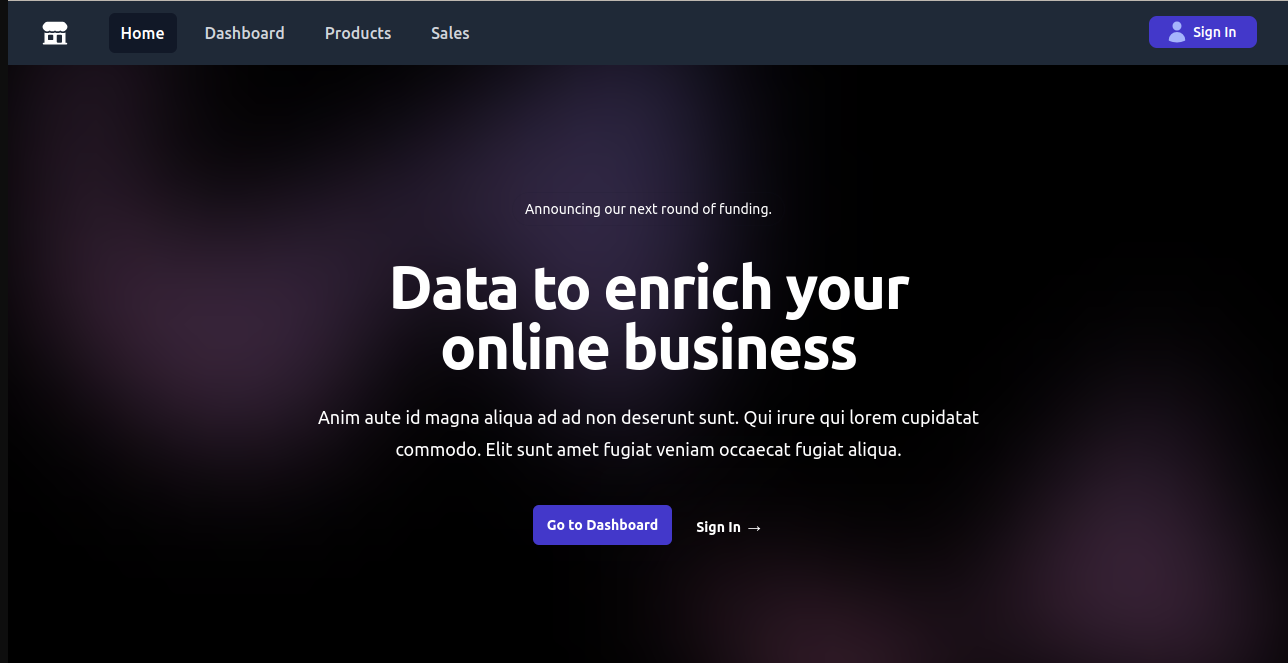 Home Dashboard Products Sales Sign In
Announcing our next round of funding.
Data to enrich your
online business
Anim aute id magna aliqua ad ad non deserunt sunt. Qui irure qui lorem cupidatat
commodo. Elit sunt amet fugiat veniam occaecat fugiat aliqua.
Go to Dashboard Sign In →